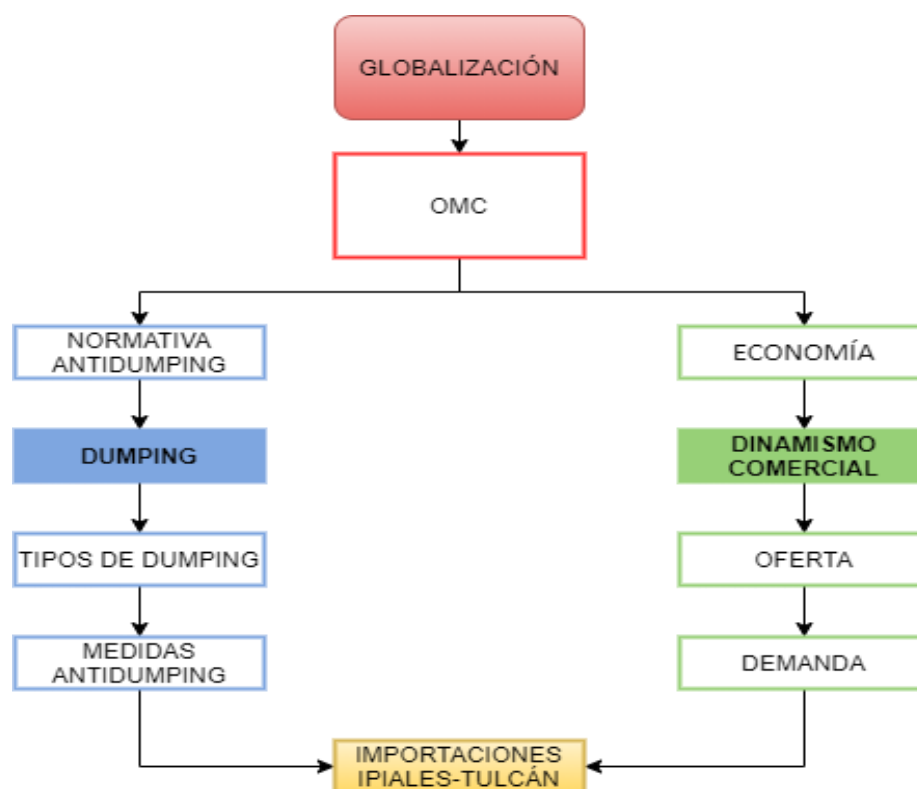 GLOBALIZACIÓN
OMC
NORMATIVA
ANTIDUMPING
ECONOMÍA
DUMPING
DINAMISMO
COMERCIAL
TIPOS DE DUMPING
OFERTA
MEDIDAS
ANTIDUMPING
DEMANDA
IMPORTACIONES
IPIALES-TULCÁN